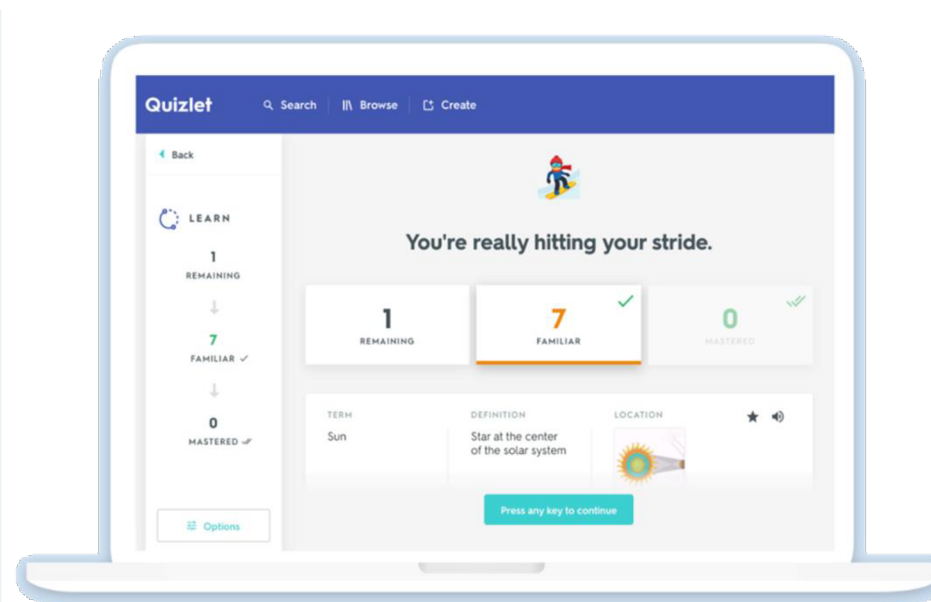 Quizlet
Search
Browse
Create
Back
LEARN
1
REMAINING
7
FAMILIAR
0
MASTERED
Options
You're really hitting your stride.
1
REMAINING
7
FAMILIAR
0
MASTERED
TERM
Sun
DEFINITION
Star at the center
of the solar system
LOCATION
Press any key to continue